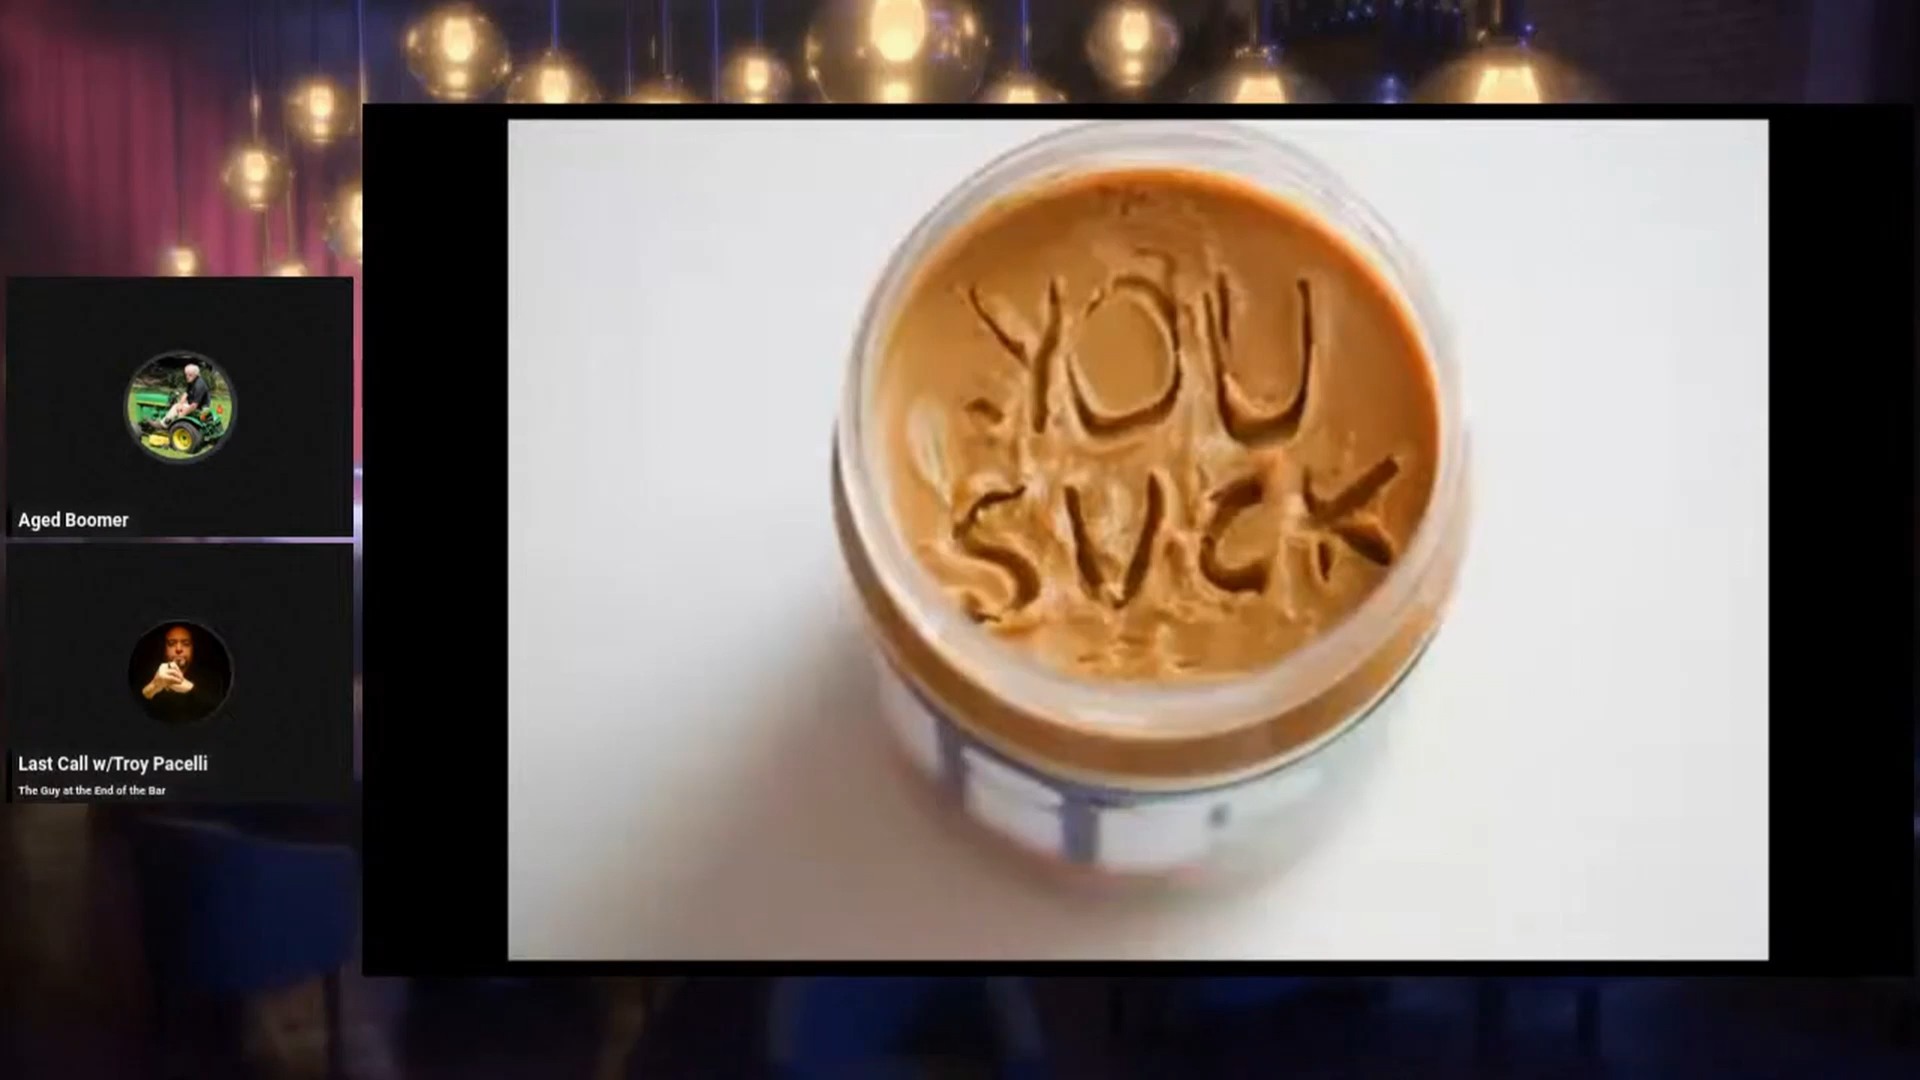 YOU
SUCK
Aged Boomer
Last Call w/Troy Pacelli
The Guy at the End of the Bar